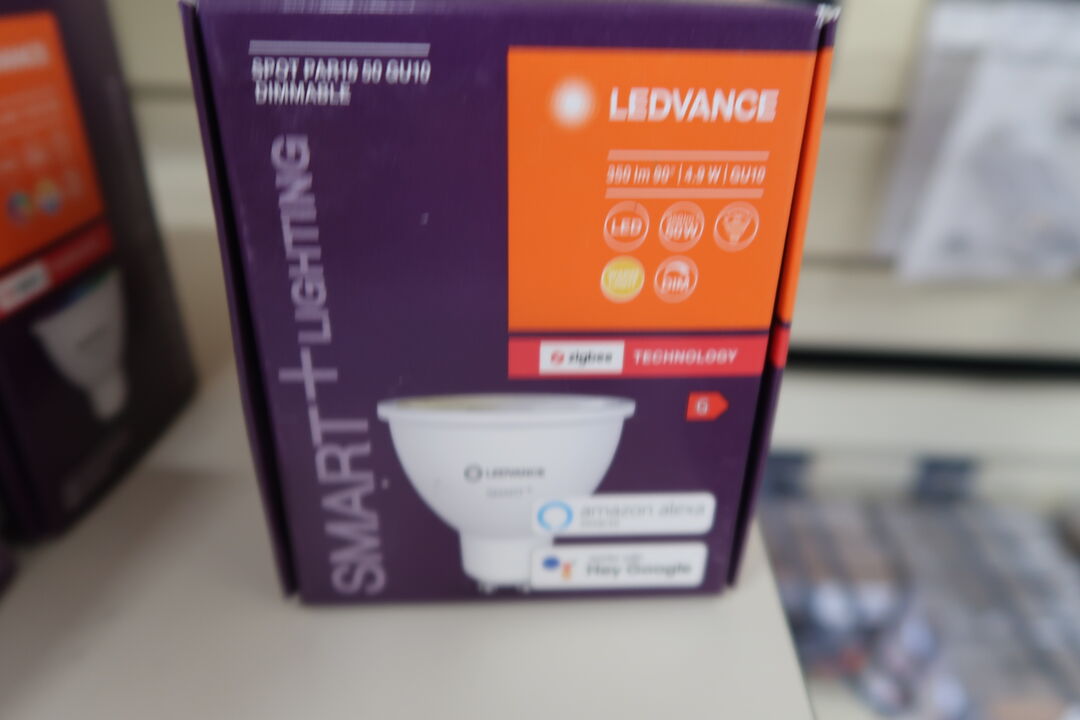 SPOT PAR16 50 GU10
DIMMABLE
SMART+ LIGHTING
LEDVANCE
350 lm 90° | 4.9 W | GU10
LED
50W
DIM
zigbee
TECHNOLOGY
G
LEDVANCE
amazon alexa
Hey Google